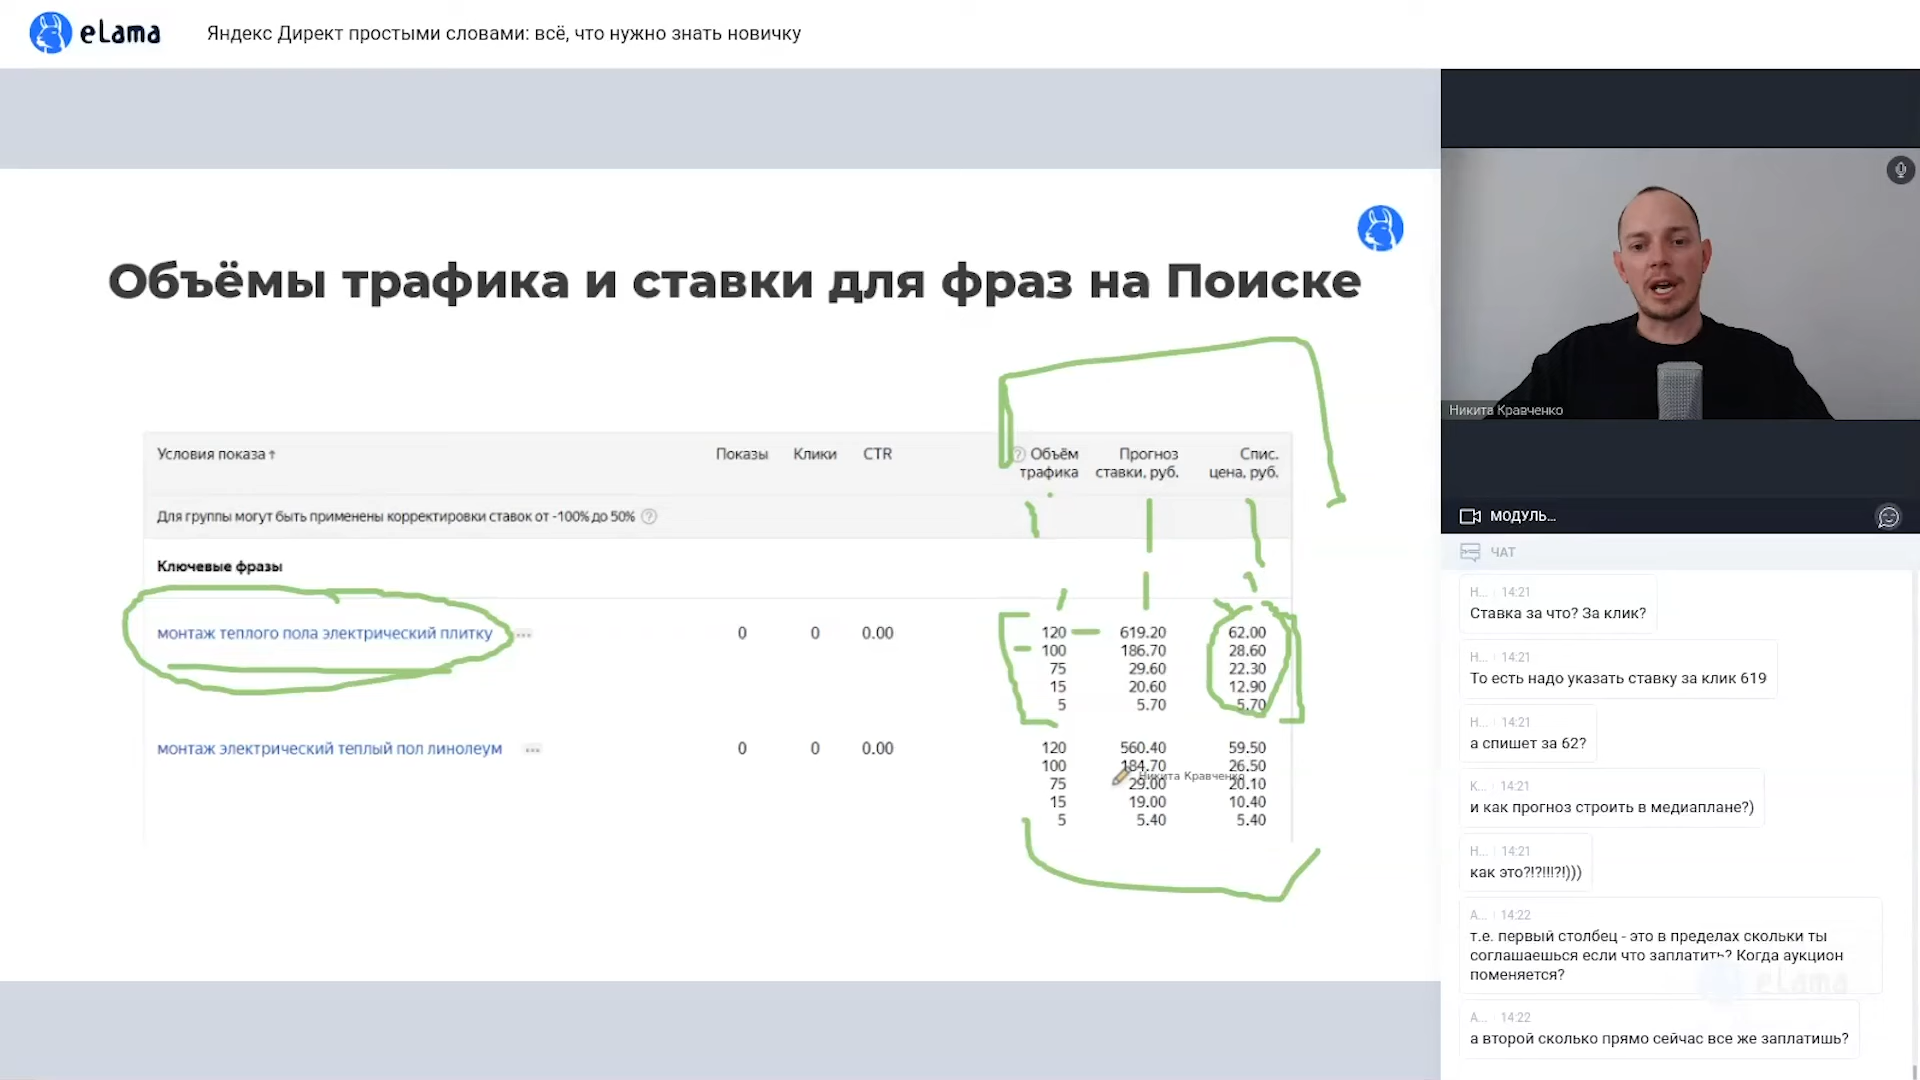 eLama
Яндекс Директ простыми словами: всё, что нужно знать новичку
Объёмы трафика и ставки для фраз на Поиске
Условия показа↑ Показы Клики CTR ? Объём трафика Прогноз ставки, руб. Спис. цена, руб.
Для группы могут быть применены корректировки ставок от -100% до 50% ?
Ключевые фразы
монтаж теплого пола электрический плитку ... 0 0 0.00 120 619.20 62.00
100 186.70 28.60
75 29.60 22.30
15 20.60 12.90
5 5.70 5.70
монтаж электрический теплый пол линолеум ... 0 0 0.00 120 560.40 59.50
100 184.70 26.50
Никита Кравченко
75 29.00 20.10
15 19.00 10.40
5 5.40 5.40
Никита Кравченко
МОДУЛЬ...
ЧАТ
Н... 14:21
Ставка за что? За клик?
Н... 14:21
То есть надо указать ставку за клик 619
Н... 14:21
а спишет за 62?
К... 14:21
и как прогноз строить в медиаплане?)
Н... 14:21
как это?!?!!!?!)))
А... 14:22
т.е. первый столбец - это в пределах скольки ты
соглашаешься если что заплатить? Когда аукцион
поменяется?
eLama
А... 14:22
а второй сколько прямо сейчас все же заплатишь?